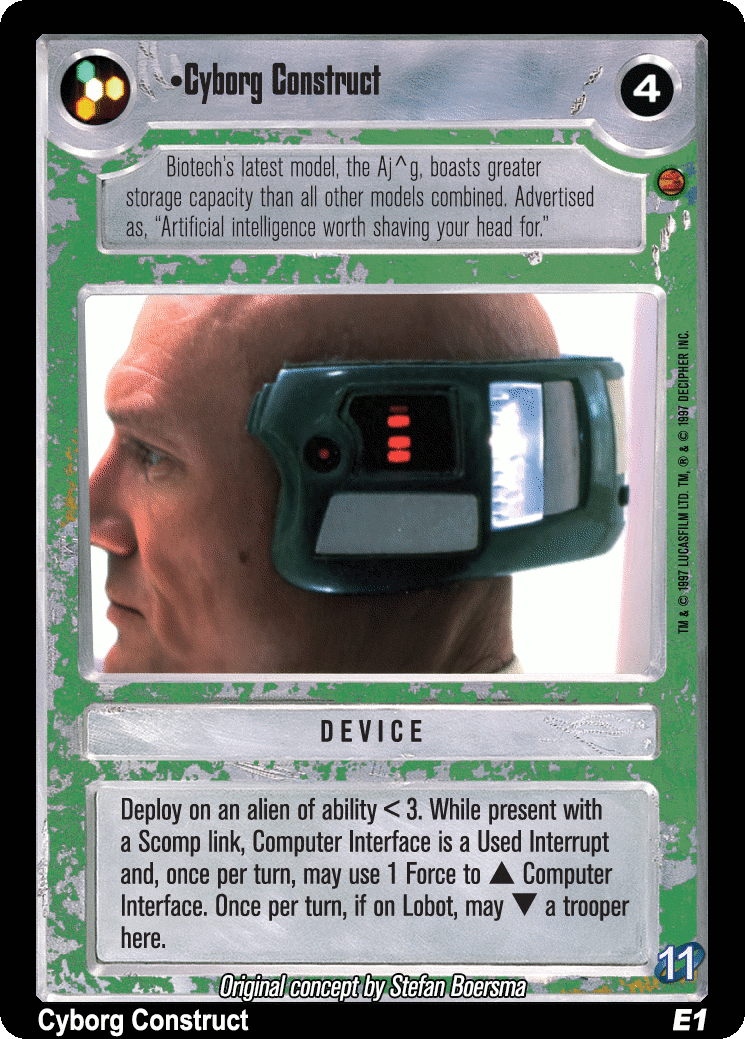 •Cyborg Construct
4
Biotech's latest model, the Aj^g, boasts greater
storage capacity than all other models combined. Advertised
as, “Artificial intelligence worth shaving your head for.”
TM & © 1997 LUCASFILM LTD. TM, ® & © 1997 DECIPHER INC.
DEVICE
Deploy on an alien of ability < 3. While present with
a Scomp link, Computer Interface is a Used Interrupt
and, once per turn, may use 1 Force to ▲ Computer
Interface. Once per turn, if on Lobot, may ▼ a trooper
here.
11
Original concept by Stefan Boersma
Cyborg Construct
E1